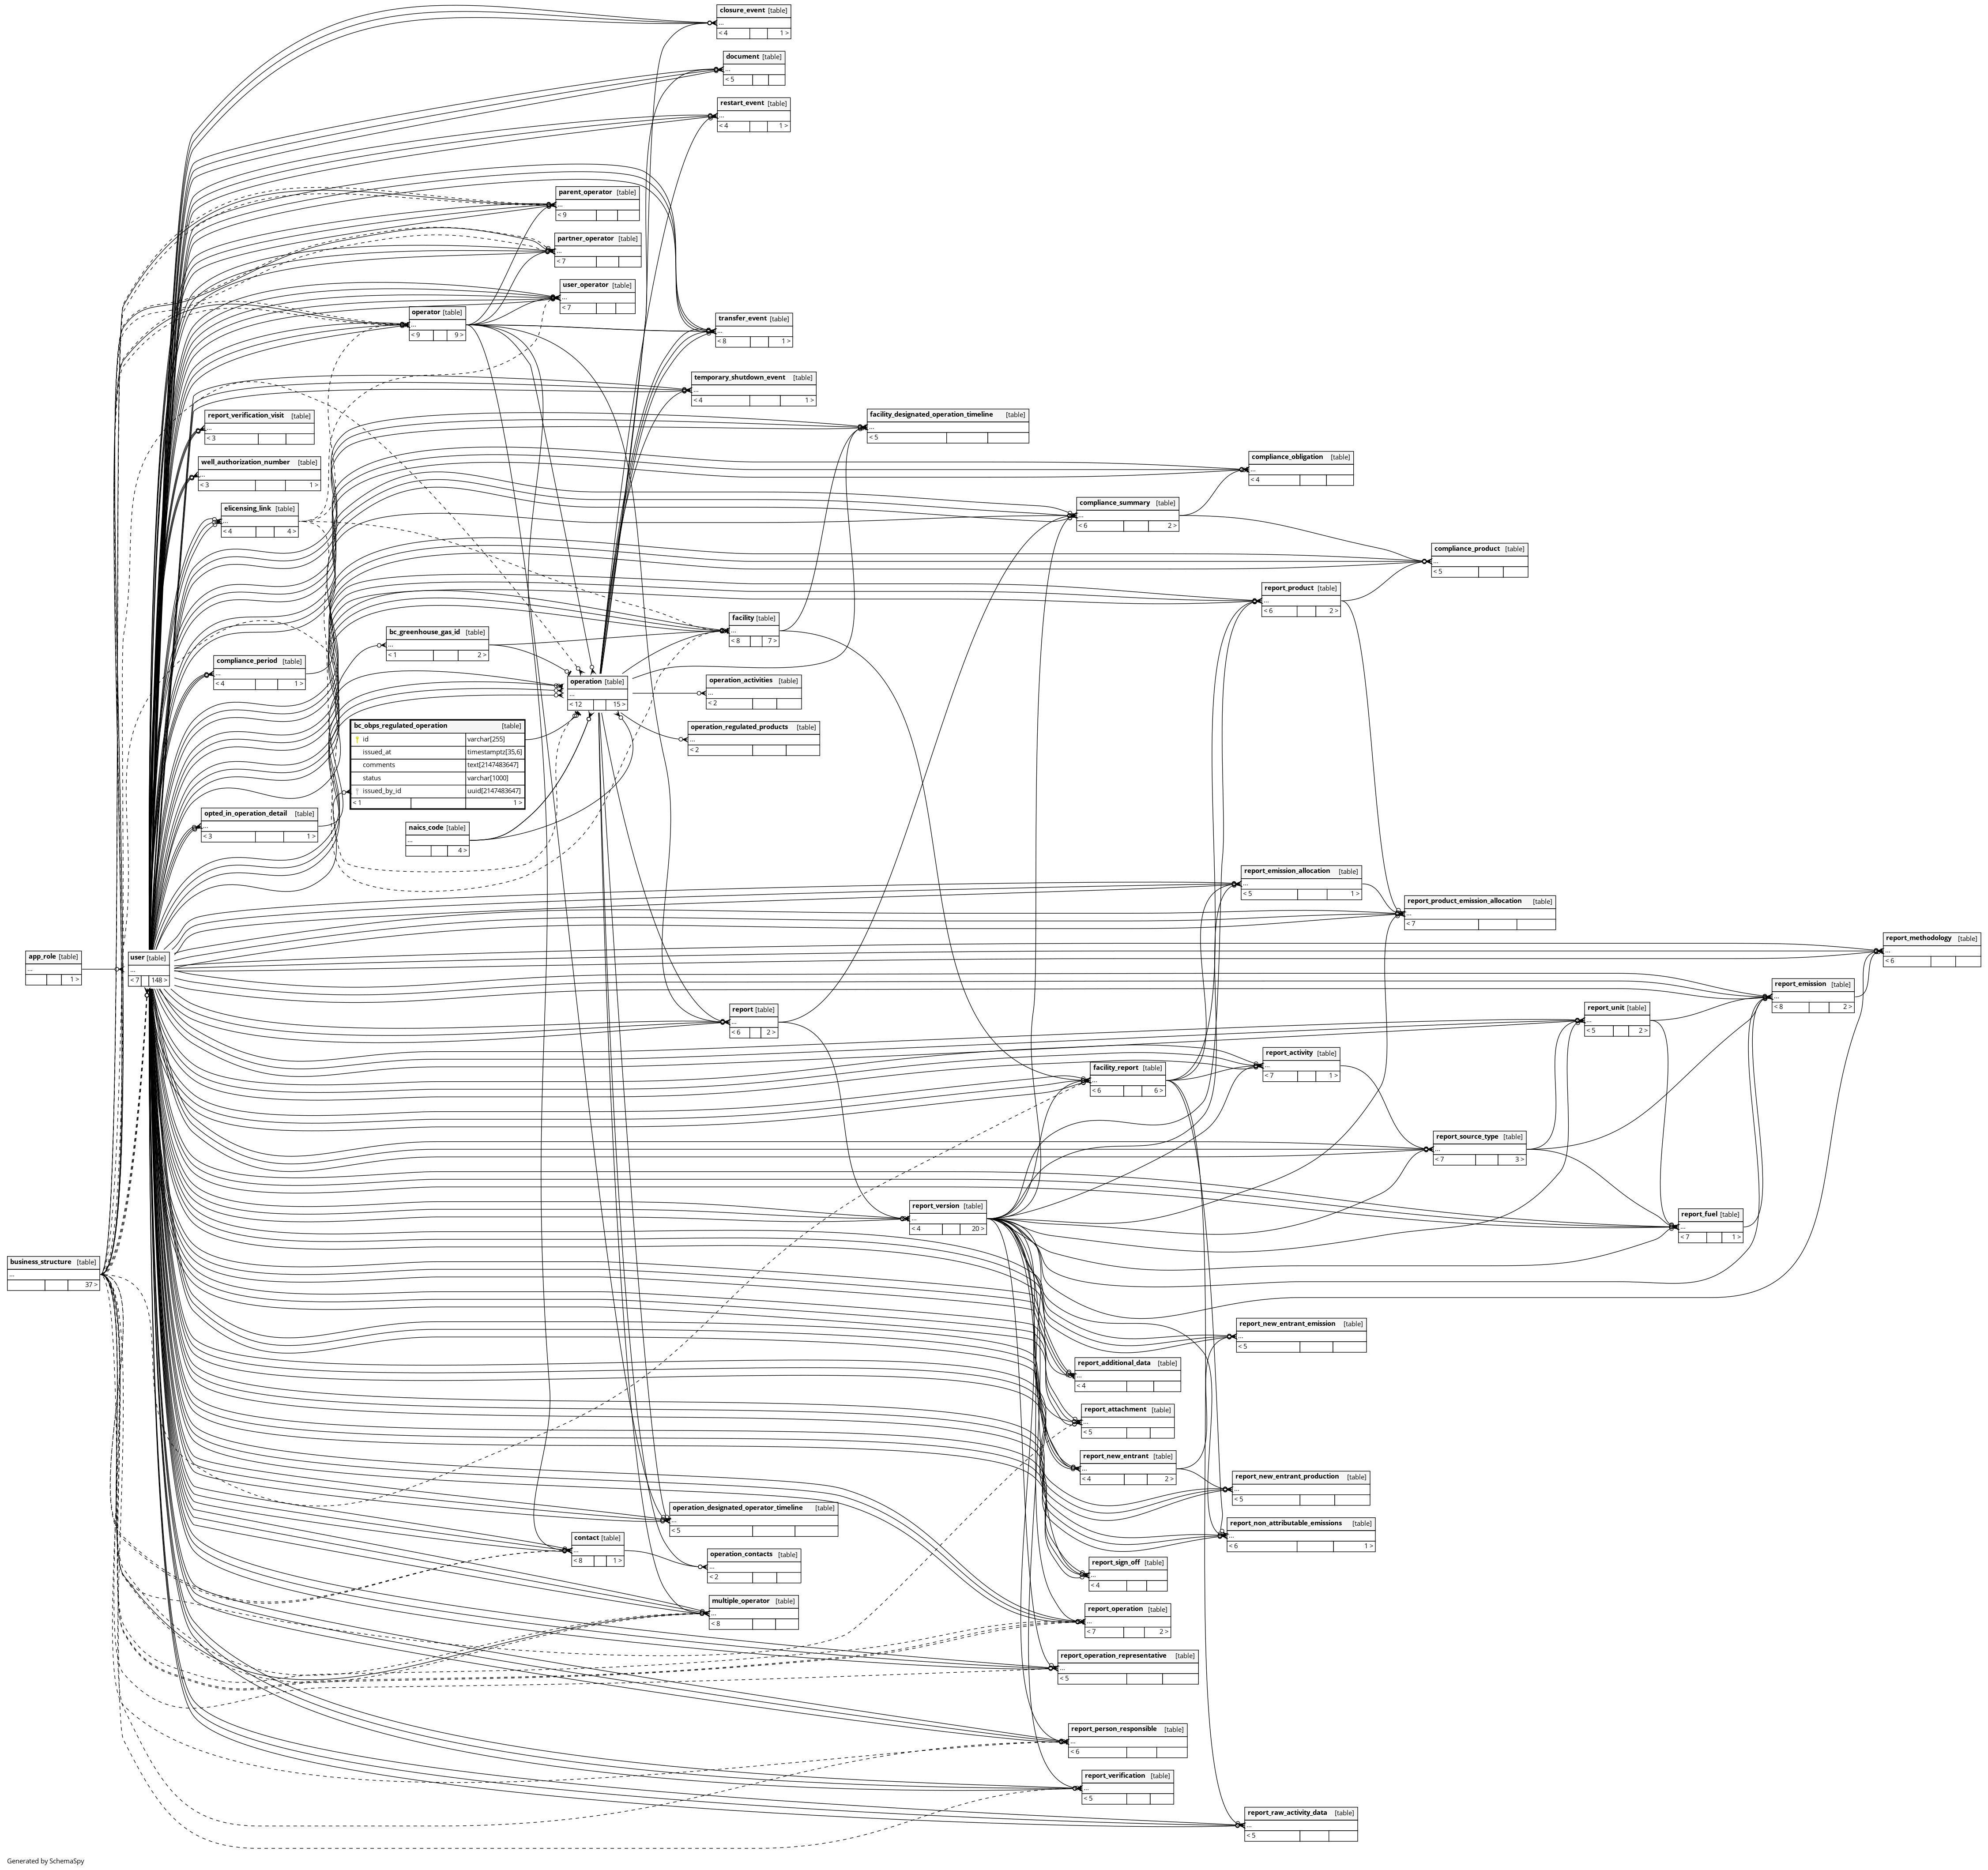 closure_event [table]
...
< 4 1 >
document [table]
...
< 5
restart_event [table]
...
< 4 1 >
parent_operator [table]
...
< 9
partner_operator [table]
...
< 7
user_operator [table]
...
< 7
operator [table]
...
< 9 9 >
transfer_event [table]
...
< 8 1 >
temporary_shutdown_event [table]
...
< 4 1 >
report_verification_visit [table]
...
< 3
facility_designated_operation_timeline [table]
...
< 5
well_authorization_number [table]
...
< 3 1 >
compliance_obligation [table]
...
< 4
elicensing_link [table]
...
< 4 4 >
compliance_summary [table]
...
< 6 2 >
compliance_product [table]
...
< 5
report_product [table]
...
< 6 2 >
facility [table]
...
< 8 7 >
bc_greenhouse_gas_id [table]
...
< 1 2 >
compliance_period [table]
...
< 4 1 >
operation [table]
...
< 12 15 >
operation_activities [table]
...
< 2
bc_obps_regulated_operation [table]
id varchar[255]
issued_at timestamptz[35,6]
comments text[2147483647]
status varchar[1000]
issued_by_id uuid[2147483647]
< 1 1 >
operation_regulated_products [table]
...
< 2
opted_in_operation_detail [table]
...
< 3 1 >
naics_code [table]
...
4 >
report_emission_allocation [table]
...
< 5 1 >
report_product_emission_allocation [table]
...
< 7
report_methodology [table]
...
< 6
app_role [table]
...
1 >
user [table]
...
< 7 148 >
report_emission [table]
...
< 8 2 >
report [table]
...
< 6 2 >
report_unit [table]
...
< 5 2 >
report_activity [table]
...
< 7 1 >
facility_report [table]
...
< 6 6 >
report_source_type [table]
...
< 7 3 >
report_version [table]
...
< 4 20 >
report_fuel [table]
...
< 7 1 >
business_structure [table]
...
37 >
report_new_entrant_emission [table]
...
< 5
report_additional_data [table]
...
< 4
report_attachment [table]
...
< 5
report_new_entrant [table]
...
< 4 2 >
report_new_entrant_production [table]
...
< 5
operation_designated_operator_timeline [table]
...
< 5
report_non_attributable_emissions [table]
...
< 6 1 >
contact [table]
...
< 8 1 >
operation_contacts [table]
...
< 2
report_sign_off [table]
...
< 4
multiple_operator [table]
...
< 8
report_operation [table]
...
< 7 2 >
report_operation_representative [table]
...
< 5
report_person_responsible [table]
...
< 6
report_verification [table]
...
< 5
report_raw_activity_data [table]
...
< 5
Generated by SchemaSpy